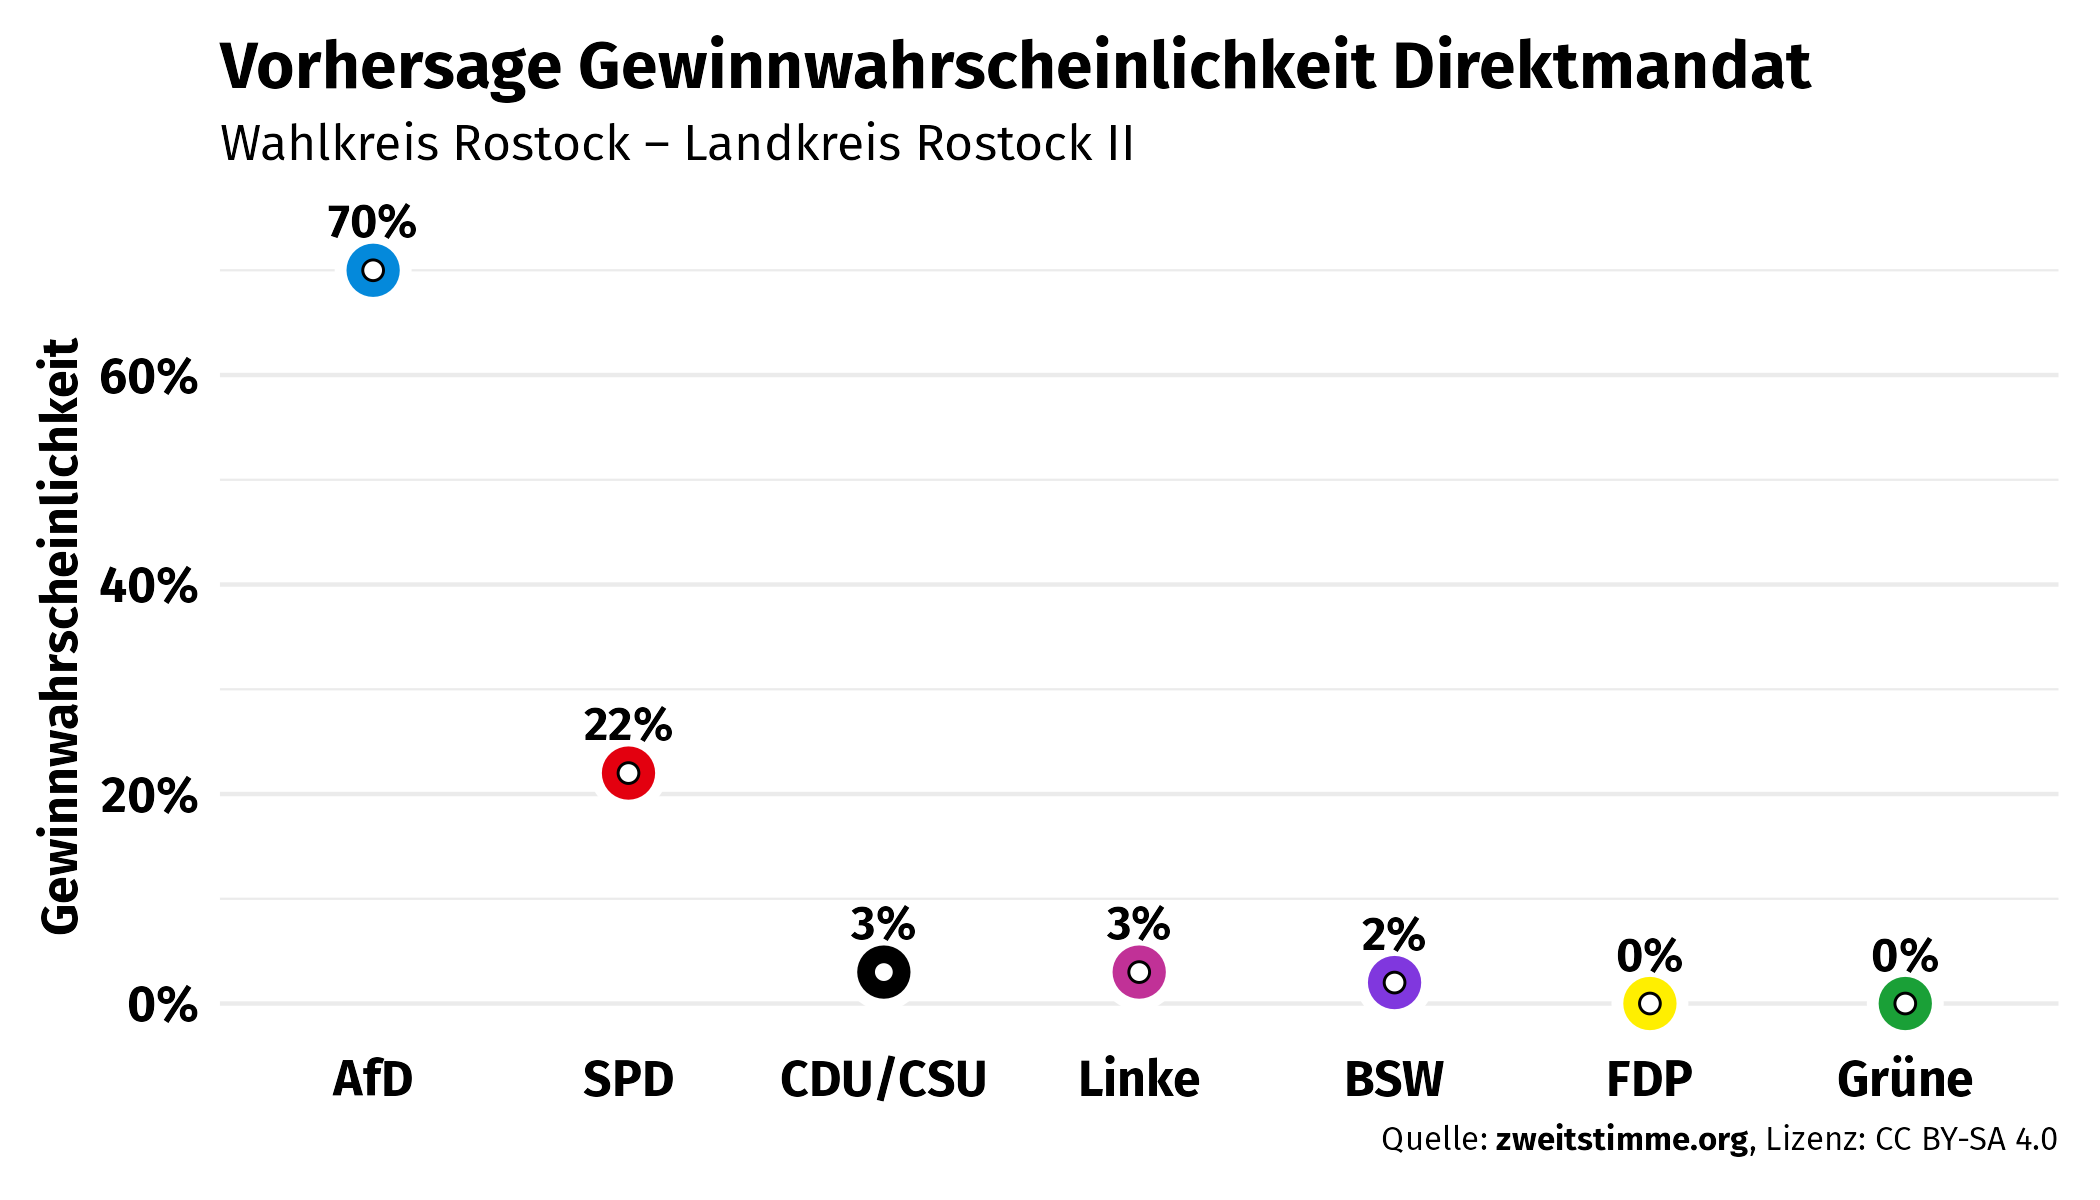 Vorhersage Gewinnwahrscheinlichkeit Direktmandat
Wahlkreis Rostock – Landkreis Rostock II
Gewinnwahrscheinlichkeit
60%
40%
20%
0%
70%
22%
3%
3%
2%
0%
0%
AfD
SPD
CDU/CSU
Linke
BSW
FDP
Grüne
Quelle: zweitstimme.org, Lizenz: CC BY-SA 4.0